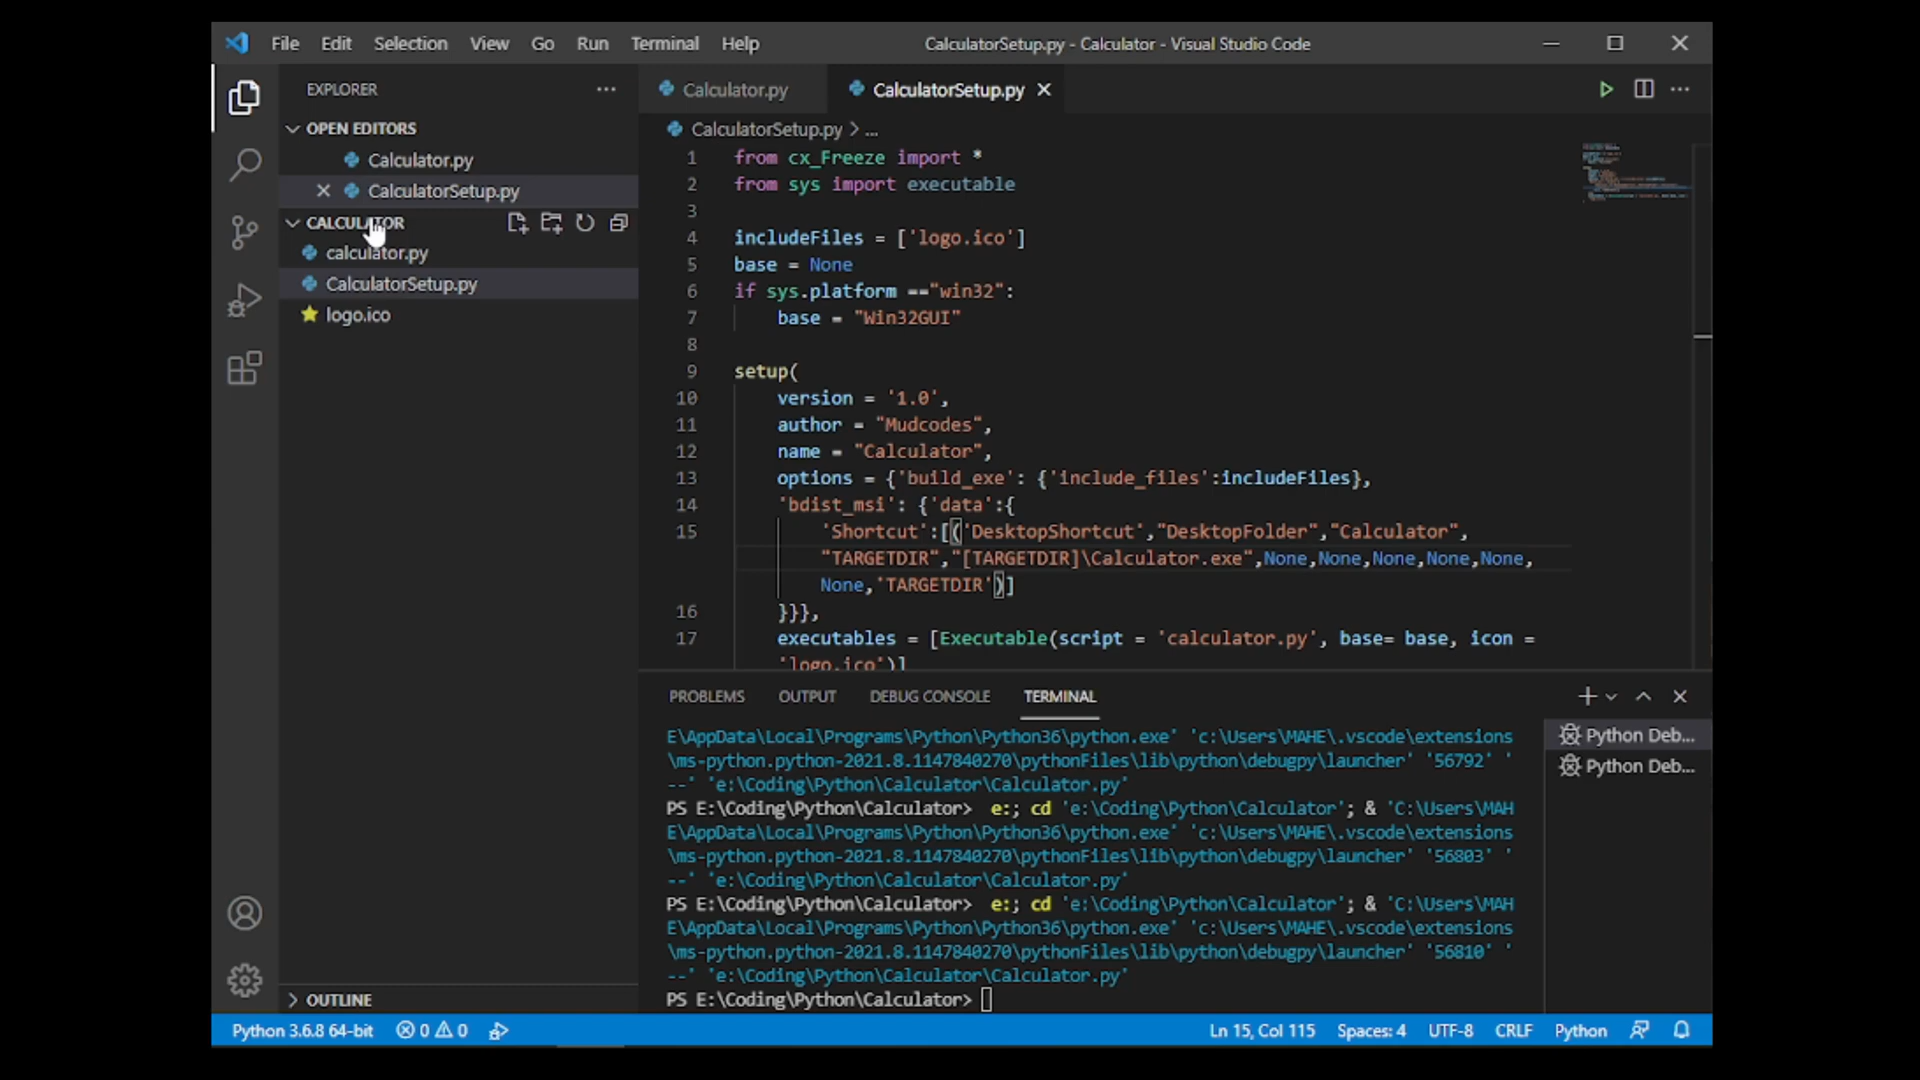 File Edit Selection View Go Run Terminal Help CalculatorSetup.py - Calculator - Visual Studio Code
EXPLORER
OPEN EDITORS
Calculator.py
CalculatorSetup.py
CALCULATOR
calculator.py
CalculatorSetup.py
logo.ico
OUTLINE
Calculator.py CalculatorSetup.py
CalculatorSetup.py > ...
1 from cx_Freeze import *
2 from sys import executable
3
4 includeFiles = ['logo.ico']
5 base = None
6 if sys.platform =="win32":
7 base = "Win32GUI"
8
9 setup(
10 version = '1.0',
11 author = "Mudcodes",
12 name = "Calculator",
13 options = {'build_exe': {'include_files':includeFiles},
14 'bdist_msi': {'data':{
15 'Shortcut':[('DesktopShortcut',"DesktopFolder","Calculator",
"TARGETDIR","[TARGETDIR]\Calculator.exe",None,None,None,None,None,
None,'TARGETDIR')]
16 }}},
17 executables = [Executable(script = 'calculator.py', base= base, icon =
'logo.ico')]
PROBLEMS OUTPUT DEBUG CONSOLE TERMINAL
E\AppData\Local\Programs\Python\Python36\python.exe' 'c:\Users\MAHE\.vscode\extensions
\ms-python.python-2021.8.1147840270\pythonFiles\lib\python\debugpy\launcher' '56792' '
--' 'e:\Coding\Python\Calculator\Calculator.py'
PS E:\Coding\Python\Calculator> e:; cd 'e:\Coding\Python\Calculator'; & 'C:\Users\MAH
E\AppData\Local\Programs\Python\Python36\python.exe' 'c:\Users\MAHE\.vscode\extensions
\ms-python.python-2021.8.1147840270\pythonFiles\lib\python\debugpy\launcher' '56803' '
--' 'e:\Coding\Python\Calculator\Calculator.py'
PS E:\Coding\Python\Calculator> e:; cd 'e:\Coding\Python\Calculator'; & 'C:\Users\MAH
E\AppData\Local\Programs\Python\Python36\python.exe' 'c:\Users\MAHE\.vscode\extensions
\ms-python.python-2021.8.1147840270\pythonFiles\lib\python\debugpy\launcher' '56810' '
--' 'e:\Coding\Python\Calculator\Calculator.py'
PS E:\Coding\Python\Calculator>
Python Deb...
Python Deb...
Python 3.6.8 64-bit 0 0 Ln 15, Col 115 Spaces: 4 UTF-8 CRLF Python